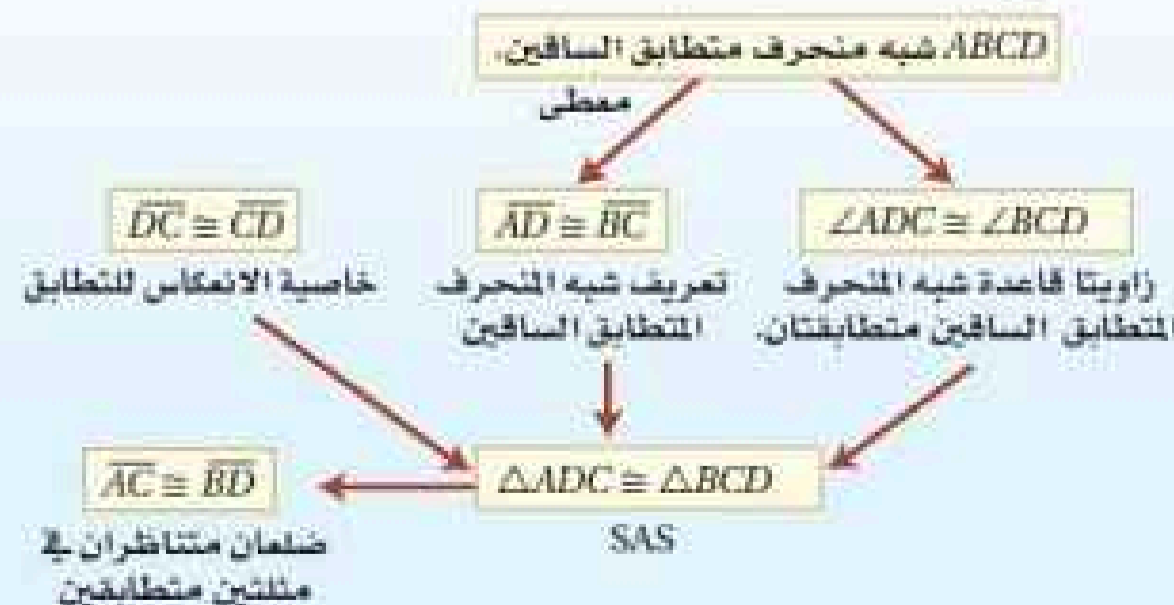 ABCD شبه منحرف متطابق الساقين.
معطى
∠ADC ≅ ∠BCD
زاويتا قاعدة شبه المنحرف
المتطابق الساقين متطابقتان.
AD ≅ BC
تعريف شبه المنحرف
المتطابق الساقين
DC ≅ CD
خاصية الانعكاس للتطابق
△ADC ≅ △BCD
SAS
AC ≅ BD
ضلعان متناظران في
مثلثين متطابقين